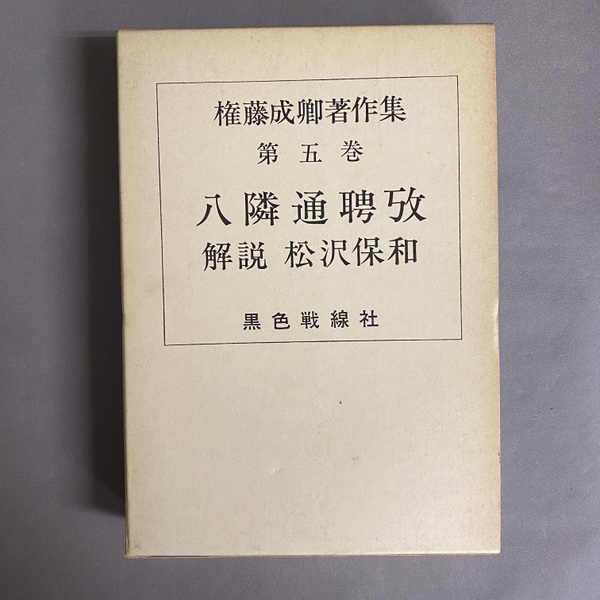 権藤成卿著作集
第五巻
八隣通聘攷
解説 松沢保和
黒色戦線社